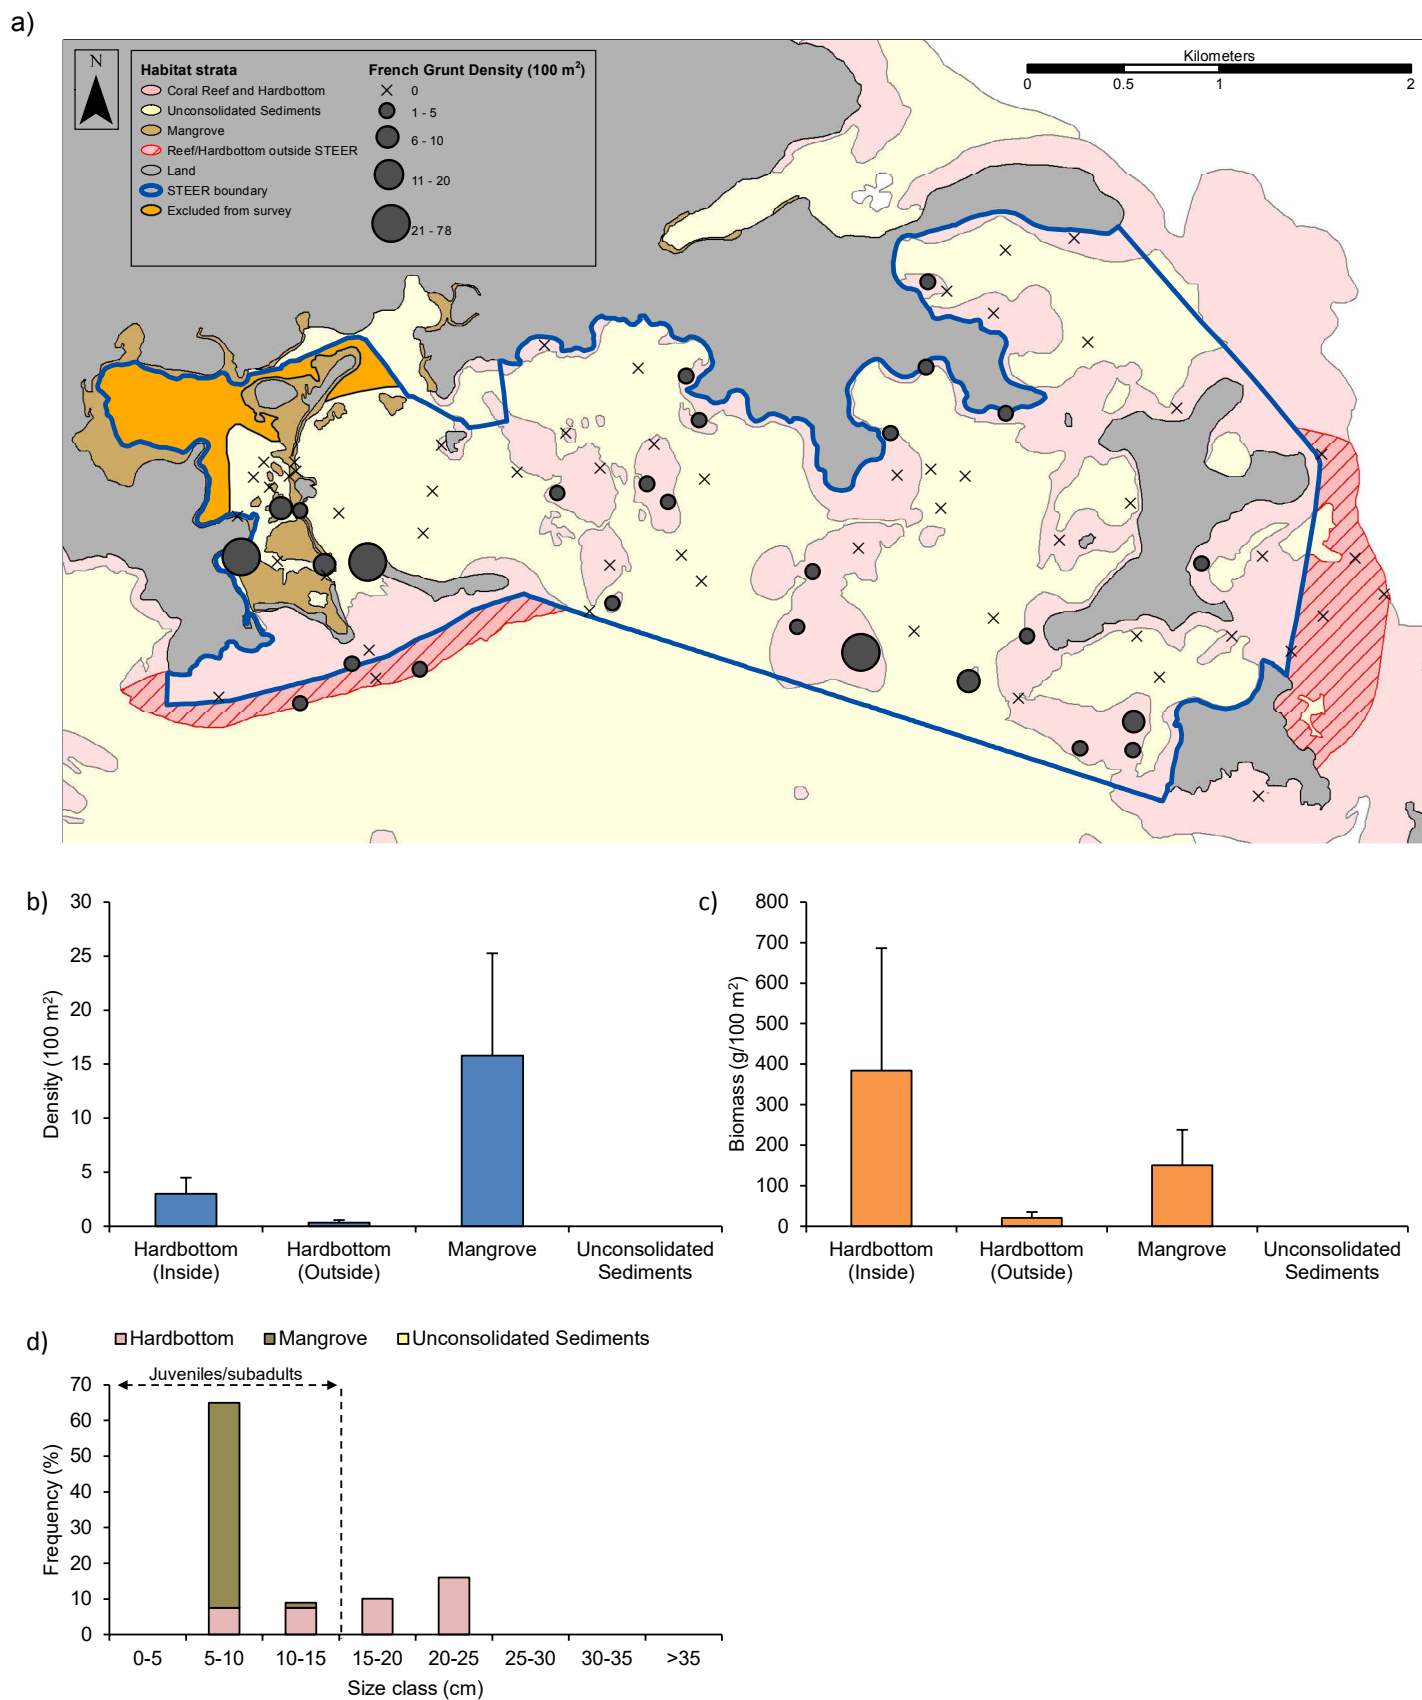 a)
N
Habitat strata
Coral Reef and Hardbottom
Unconsolidated Sediments
Mangrove
Reef/Hardbottom outside STEER
Land
STEER boundary
Excluded from survey
French Grunt Density (100 m²)
0
1 - 5
6 - 10
11 - 20
21 - 78
Kilometers
0 0.5 1 2
b)
Density (100 m²)
30
25
20
15
10
5
0
Hardbottom (Inside)
Hardbottom (Outside)
Mangrove
Unconsolidated Sediments
c)
Biomass (g/100 m²)
800
700
600
500
400
300
200
100
0
Hardbottom (Inside)
Hardbottom (Outside)
Mangrove
Unconsolidated Sediments
d)
Hardbottom Mangrove Unconsolidated Sediments
Juveniles/subadults
Frequency (%)
70
60
50
40
30
20
10
0
0-5 5-10 10-15 15-20 20-25 25-30 30-35 >35
Size class (cm)